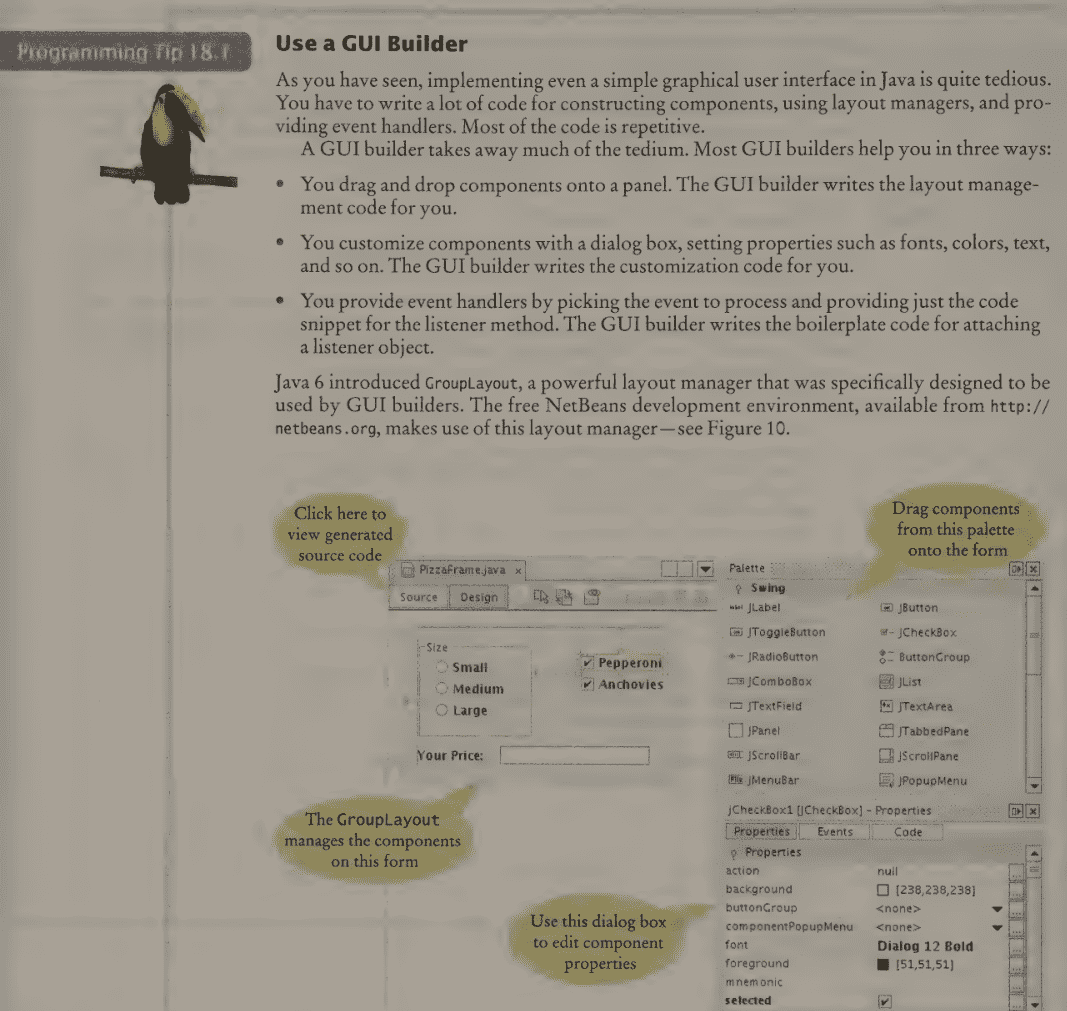 Programming Tip 18.1
Use a GUI Builder
As you have seen, implementing even a simple graphical user interface in Java is quite tedious.
You have to write a lot of code for constructing components, using layout managers, and pro-
viding event handlers. Most of the code is repetitive.
A GUI builder takes away much of the tedium. Most GUI builders help you in three ways:
• You drag and drop components onto a panel. The GUI builder writes the layout manage-
ment code for you.
• You customize components with a dialog box, setting properties such as fonts, colors, text,
and so on. The GUI builder writes the customization code for you.
• You provide event handlers by picking the event to process and providing just the code
snippet for the listener method. The GUI builder writes the boilerplate code for attaching
a listener object.
Java 6 introduced GroupLayout, a powerful layout manager that was specifically designed to be
used by GUI builders. The free NetBeans development environment, available from http://
netbeans.org, makes use of this layout manager—see Figure 10.
Click here to
view generated
source code
Drag components
from this palette
onto the form
PizzaFrame.java x
Source Design
Size
Small
Medium
Large
Pepperoni
Anchovies
Your Price:
The GroupLayout
manages the components
on this form
Palette
Swing
JLabel JButton
JToggleButton JCheckBox
JRadioButton ButtonGroup
JComboBox JList
JTextField JTextArea
JPanel JTabbedPane
JScrollBar JScrollPane
JMenuBar JPopupMenu
jCheckBox1 [JCheckBox] - Properties
Properties Events Code
Properties
action null
background [238,238,238]
buttonGroup <none>
componentPopupMenu <none>
font Dialog 12 Bold
foreground [51,51,51]
mnemonic
selected
Use this dialog box
to edit component
properties